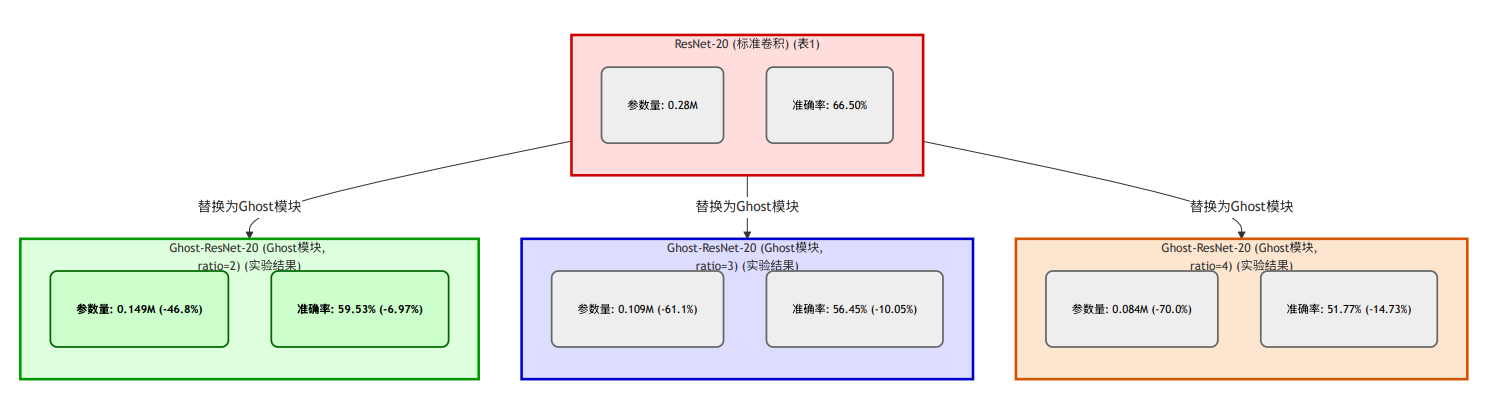 ResNet-20 (标准卷积) (表1)
参数量: 0.28M
准确率: 66.50%
替换为Ghost模块
替换为Ghost模块
替换为Ghost模块
Ghost-ResNet-20 (Ghost模块,
ratio=2) (实验结果)
参数量: 0.149M (-46.8%)
准确率: 59.53% (-6.97%)
Ghost-ResNet-20 (Ghost模块,
ratio=3) (实验结果)
参数量: 0.109M (-61.1%)
准确率: 56.45% (-10.05%)
Ghost-ResNet-20 (Ghost模块,
ratio=4) (实验结果)
参数量: 0.084M (-70.0%)
准确率: 51.77% (-14.73%)